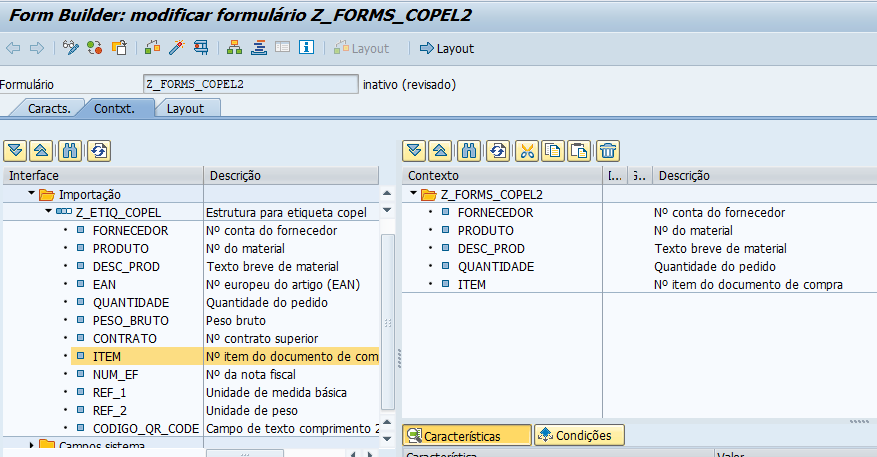 Form Builder: modificar formulário Z_FORMS_COPEL2
Layout
Layout
Formulário
Z_FORMS_COPEL2
inativo (revisado)
Caracts.
Contxt.
Layout
Interface
Descrição
Importação
Z_ETIQ_COPEL
Estrutura para etiqueta copel
FORNECEDOR
Nº conta do fornecedor
PRODUTO
Nº do material
DESC_PROD
Texto breve de material
EAN
Nº europeu do artigo (EAN)
QUANTIDADE
Quantidade do pedido
PESO_BRUTO
Peso bruto
CONTRATO
Nº contrato superior
ITEM
Nº item do documento de com
NUM_EF
Nº da nota fiscal
REF_1
Unidade de medida básica
REF_2
Unidade de peso
CODIGO_QR_CODE
Campo de texto comprimento 2
Campos sistema
Contexto
Descrição
Z_FORMS_COPEL2
FORNECEDOR
Nº conta do fornecedor
PRODUTO
Nº do material
DESC_PROD
Texto breve de material
QUANTIDADE
Quantidade do pedido
ITEM
Nº item do documento de compra
Características
Condições
Característica
Valor